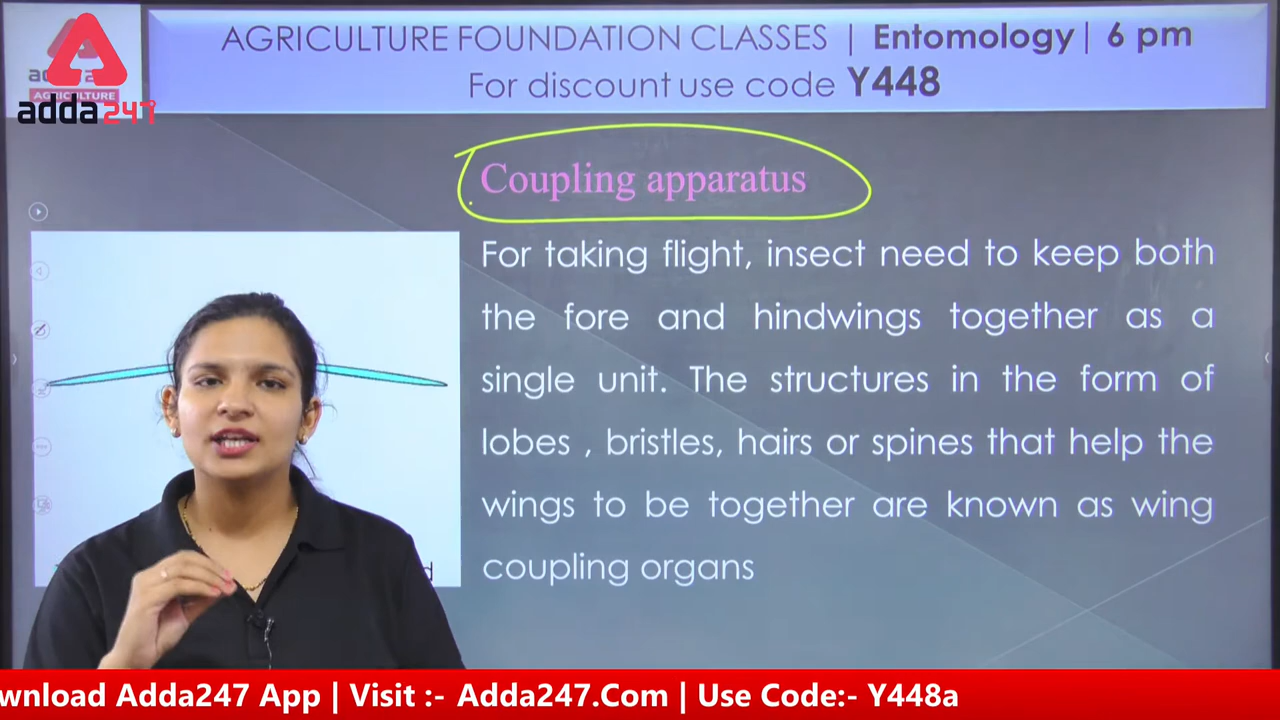 AGRICULTURE FOUNDATION CLASSES | Entomology| 6 pm
For discount use code Y448
AGRICULTURE
adda247
Coupling apparatus
For taking flight, insect need to keep both
the fore and hindwings together as a
single unit. The structures in the form of
lobes , bristles, hairs or spines that help the
wings to be together are known as wing
coupling organs
d
wnload Adda247 App | Visit :- Adda247.Com | Use Code:- Y448a